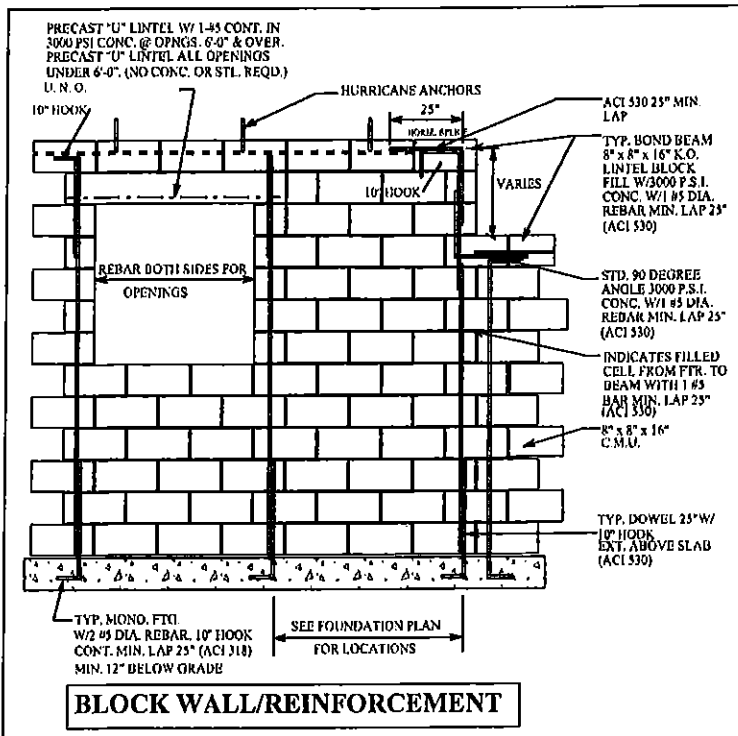 PRECAST "U" LINTEL W/ 1-#5 CONT. IN
3000 PSI CONC. @ OPNGS. 6'-0" & OVER.
PRECAST "U" LINTEL ALL OPENINGS
UNDER 6'-0". (NO CONC. OR STL. REQD.)
U. N. O.
10" HOOK
HURRICANE ANCHORS
25"
HORIZ. SPLICE
10" HOOK
VARIES
ACI 530 25" MIN.
LAP
TYP. BOND BEAM
8" x 8" x 16" K.O.
LINTEL BLOCK
FILL W/3000 P.S.I.
CONC. W/1 #5 DIA.
REBAR MIN. LAP 25"
(ACI 530)
REBAR BOTH SIDES FOR
OPENINGS
STD. 90 DEGREE
ANGLE 3000 P.S.I.
CONC. W/1 #5 DIA.
REBAR MIN. LAP 25"
(ACI 530)
INDICATES FILLED
CELL FROM FTR. TO
BEAM WITH 1 #5
BAR MIN. LAP 25"
(ACI 530)
8" x 8" x 16"
C.M.U.
TYP. DOWEL 25" W/
10" HOOK
EXT. ABOVE SLAB
(ACI 530)
TYP. MONO. FTG.
W/2 #5 DIA. REBAR, 10" HOOK
CONT. MIN. LAP 25" (ACI 318)
MIN. 12" BELOW GRADE
SEE FOUNDATION PLAN
FOR LOCATIONS
BLOCK WALL/REINFORCEMENT